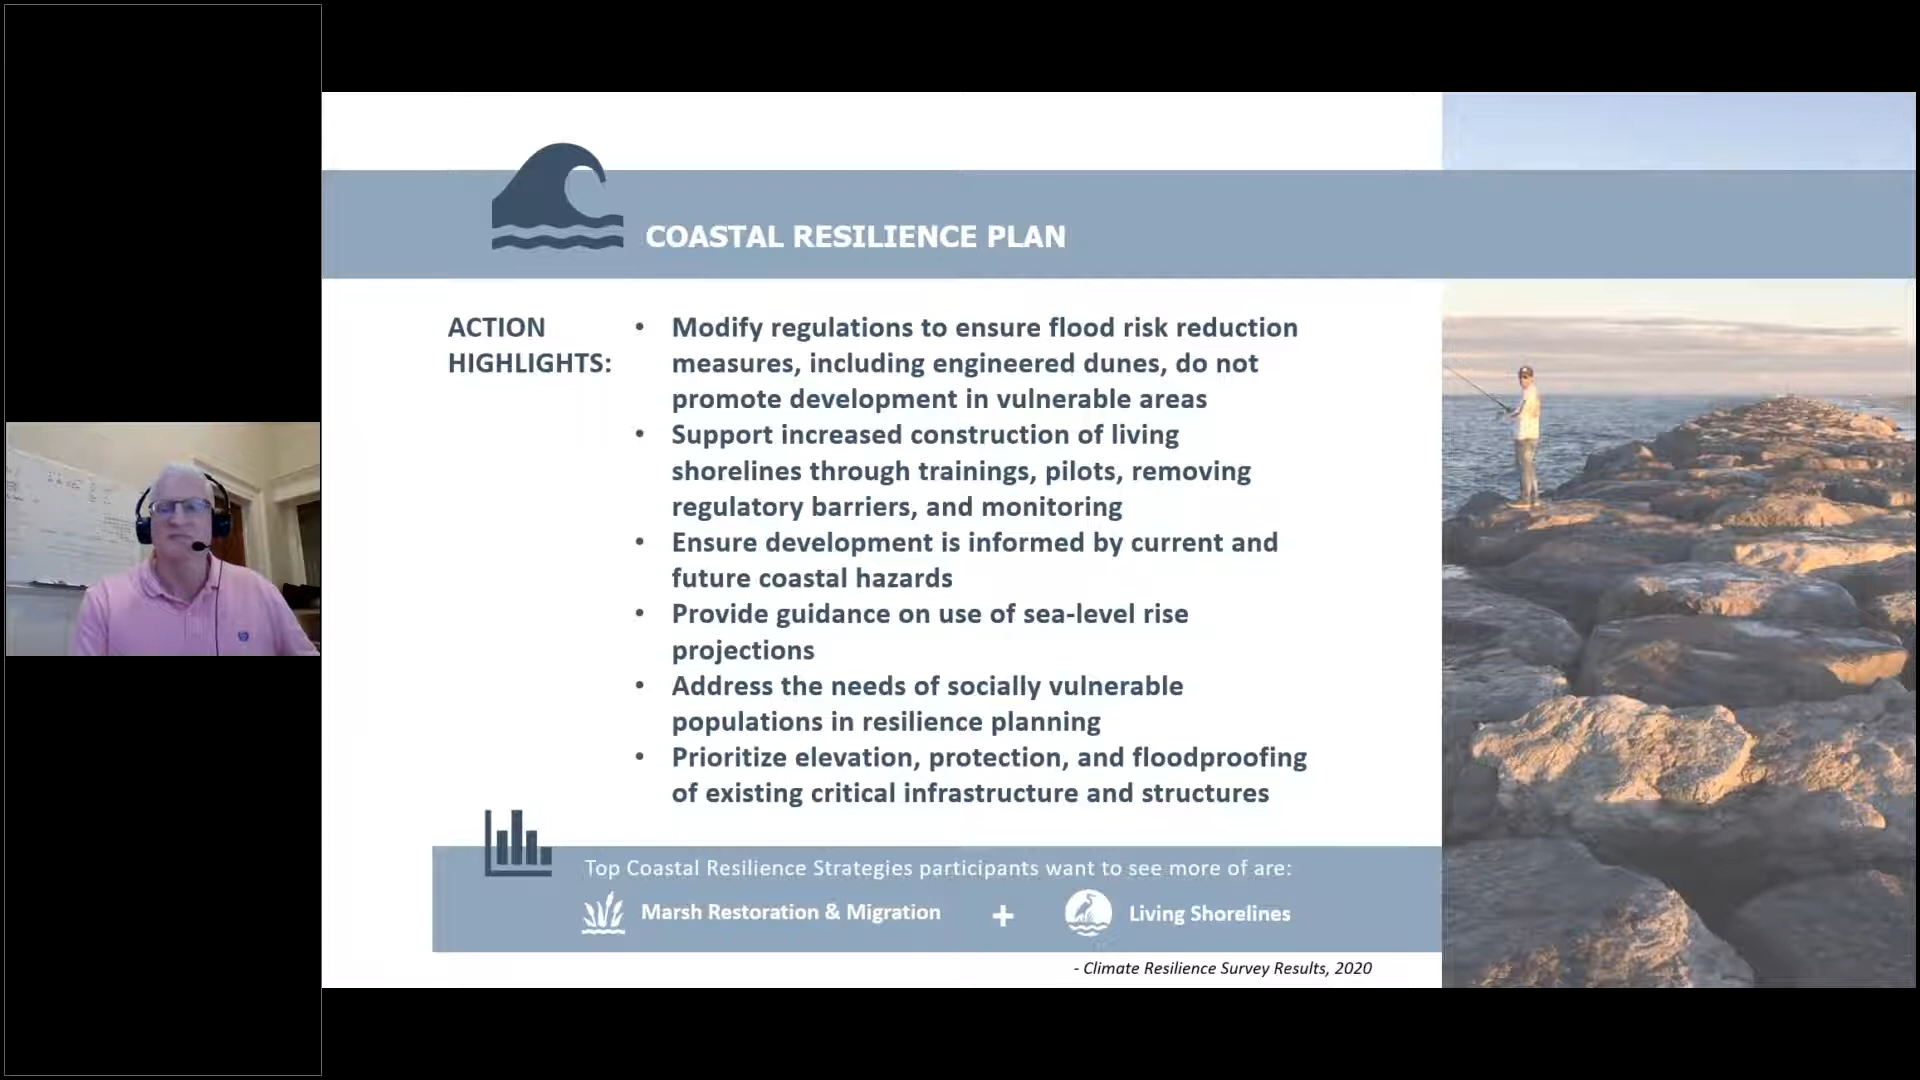 COASTAL RESILIENCE PLAN
ACTION
HIGHLIGHTS:
• Modify regulations to ensure flood risk reduction
measures, including engineered dunes, do not
promote development in vulnerable areas
• Support increased construction of living
shorelines through trainings, pilots, removing
regulatory barriers, and monitoring
• Ensure development is informed by current and
future coastal hazards
• Provide guidance on use of sea-level rise
projections
• Address the needs of socially vulnerable
populations in resilience planning
• Prioritize elevation, protection, and floodproofing
of existing critical infrastructure and structures
Top Coastal Resilience Strategies participants want to see more of are:
Marsh Restoration & Migration + Living Shorelines
- Climate Resilience Survey Results, 2020